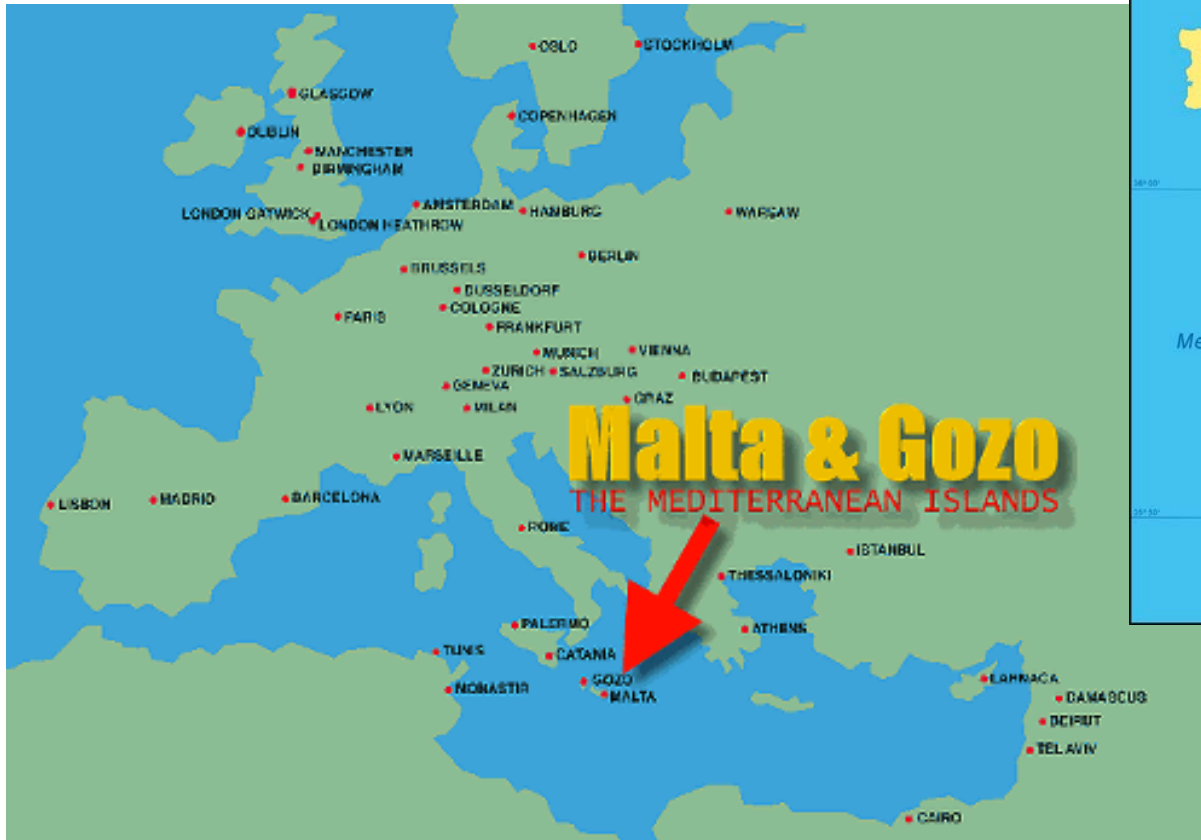 OSLO
STOCKHOLM
GLASGOW
COPENHAGEN
DUBLIN
MANCHESTER
BIRMINGHAM
LONDON GATWICK
LONDON HEATHROW
AMSTERDAM
HAMBURG
WARSAW
BERLIN
BRUSSELS
DUSSELDORF
COLOGNE
PARIS
FRANKFURT
MUNICH
VIENNA
ZURICH
SALZBURG
BUDAPEST
GENEVA
GRAZ
LYON
MILAN
Malta & Gozo
THE MEDITERRANEAN ISLANDS
MARSEILLE
LISBON
MADRID
BARCELONA
ROME
ISTANBUL
THESSALONIKI
PALERMO
ATHENS
TUNIS
CATANIA
GOZO
MALTA
MONASTIR
LARNACA
DAMASCUS
BEIRUT
TEL AVIV
CAIRO
Me